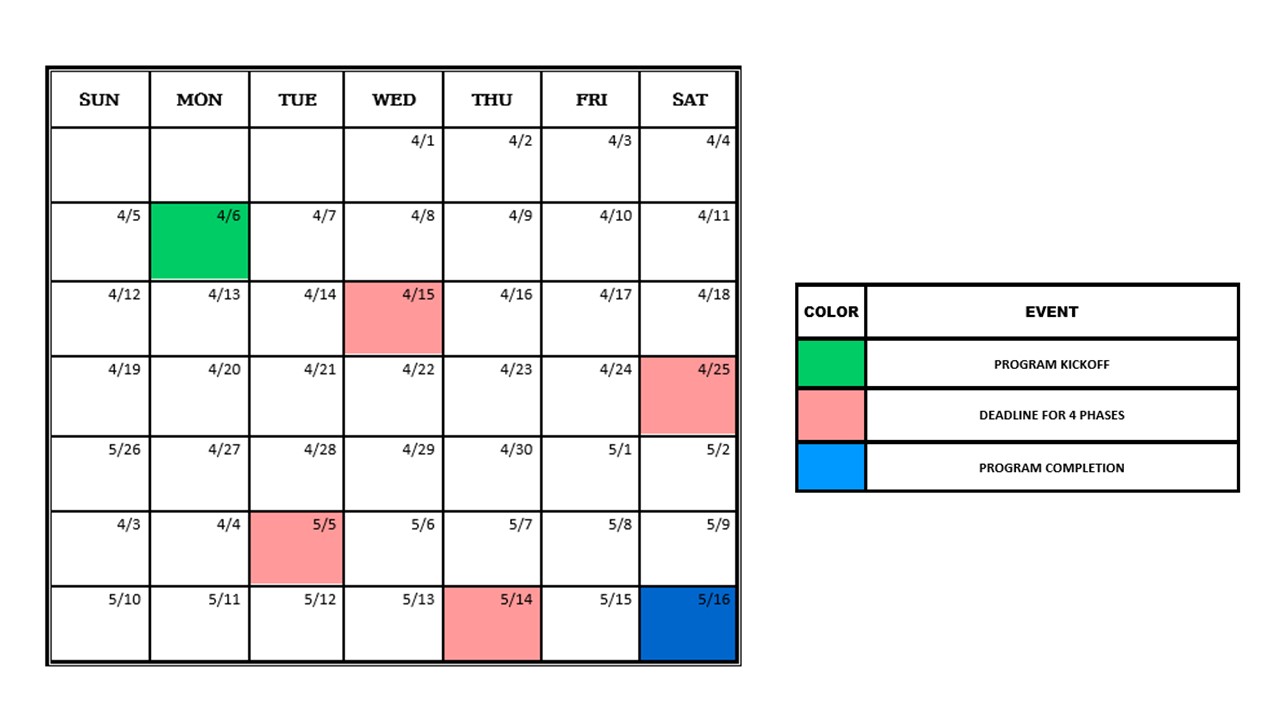 SUN MON TUE WED THU FRI SAT
4/1 4/2 4/3 4/4
4/5 4/6 4/7 4/8 4/9 4/10 4/11
4/12 4/13 4/14 4/15 4/16 4/17 4/18
4/19 4/20 4/21 4/22 4/23 4/24 4/25
5/26 4/27 4/28 4/29 4/30 5/1 5/2
4/3 4/4 5/5 5/6 5/7 5/8 5/9
5/10 5/11 5/12 5/13 5/14 5/15 5/16
COLOR EVENT
PROGRAM KICKOFF
DEADLINE FOR 4 PHASES
PROGRAM COMPLETION